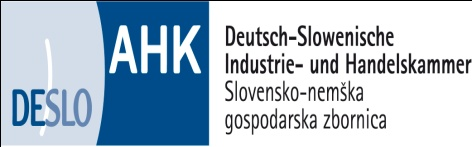 DESLO
AHK
Deutsch-Slowenische
Industrie- und Handelskammer
Slovensko-nemška
gospodarska zbornica